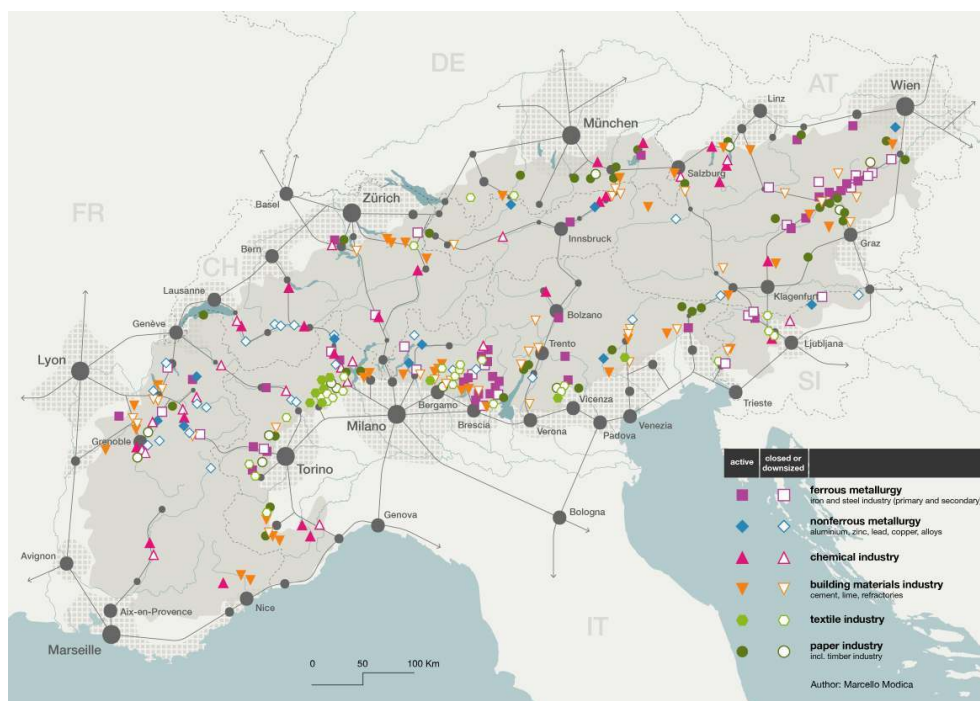 DE
AT
Wien
Linz
München
Salzburg
FR
Basel
Zürich
Innsbruck
Graz
Bern
CH
Klagenfurt
Lausanne
Bolzano
Genève
Ljubljana
Lyon
Trento
SI
Bergamo
Vicenza
Trieste
Milano
Brescia
Verona
Padova
Venezia
Grenoble
Torino
Bologna
Genova
Avignon
Nice
Aix-en-Provence
Marseille
IT
0 50 100 Km
active closed or
downsized
ferrous metallurgy
iron and steel industry (primary and secondary)
nonferrous metallurgy
aluminium, zinc, lead, copper, alloys
chemical industry
building materials industry
cement, lime, refractories
textile industry
paper industry
incl. timber industry
Author: Marcello Modica